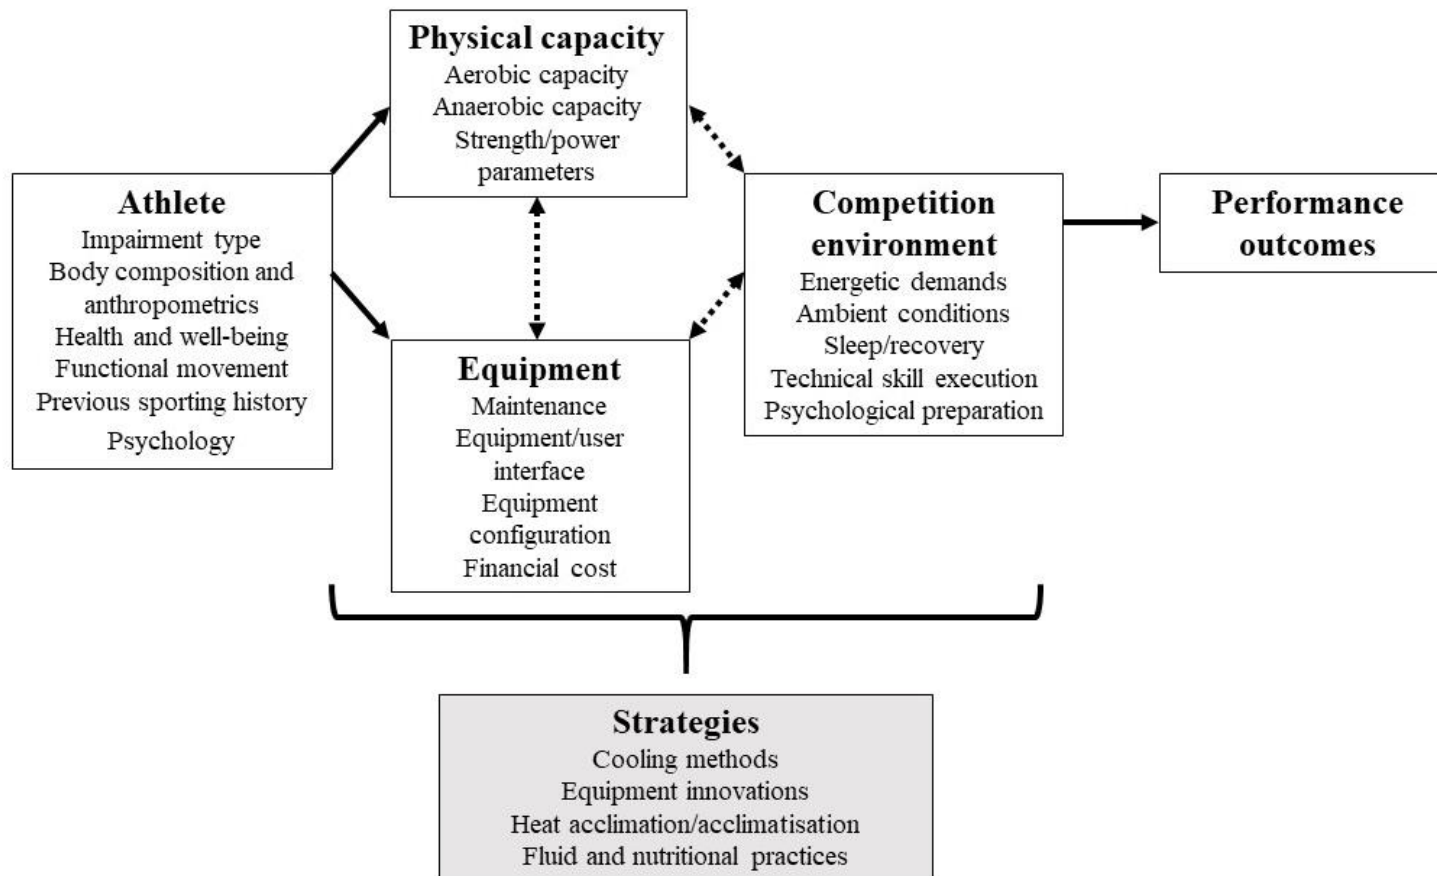 Physical capacity
Aerobic capacity
Anaerobic capacity
Strength/power
parameters
Athlete
Impairment type
Body composition and
anthropometrics
Health and well-being
Functional movement
Previous sporting history
Psychology
Equipment
Maintenance
Equipment/user
interface
Equipment
configuration
Financial cost
Competition
environment
Energetic demands
Ambient conditions
Sleep/recovery
Technical skill execution
Psychological preparation
Performance
outcomes
Strategies
Cooling methods
Equipment innovations
Heat acclimation/acclimatisation
Fluid and nutritional practices